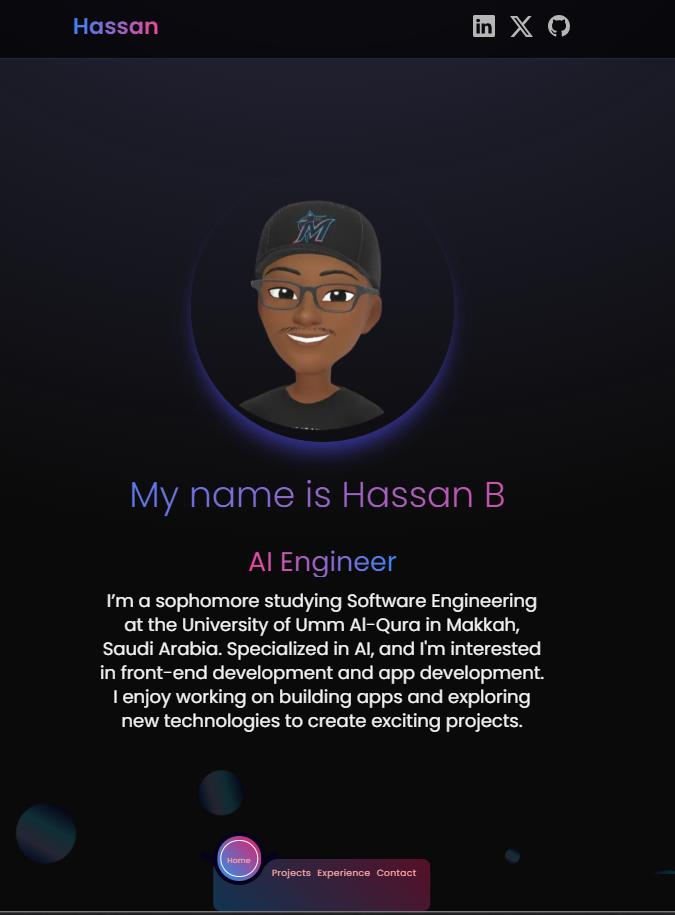 Hassan
in
X
M
My name is Hassan B
AI Engineer
I’m a sophomore studying Software Engineering
at the University of Umm Al-Qura in Makkah,
Saudi Arabia. Specialized in AI, and I'm interested
in front-end development and app development.
I enjoy working on building apps and exploring
new technologies to create exciting projects.
Home
Projects Experience Contact